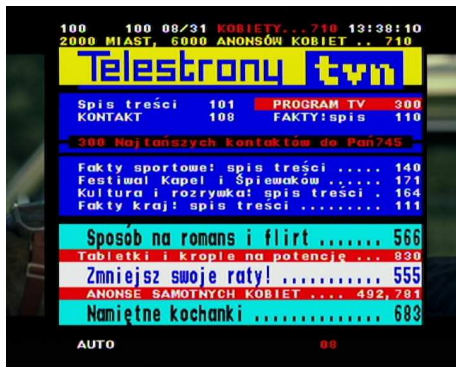 100 100 08/31 KOBIETY...710 13:38:10
2000 MIAST, 6000 ANONSÓW KOBIET .. 710
Telestrony tvn
Spis treści 101 PROGRAM TV 300
KONTAKT 108 FAKTY:spis 110
300 Najtańszych kontaktów do Pań745
Fakty sportowe: spis treści ..... 140
Festiwal Kapel i Śpiewaków ...... 171
Kultura i rozrywka: spis treści . 164
Fakty kraj: spis treści ......... 111
Sposób na romans i flirt ....... 566
Tabletki i krople na potencję ... 830
Zmniejsz swoje raty! ........... 555
ANONSE SAMOTNYCH KOBIET .... 492,781
Namiętne kochanki .............. 683
AUTO 08